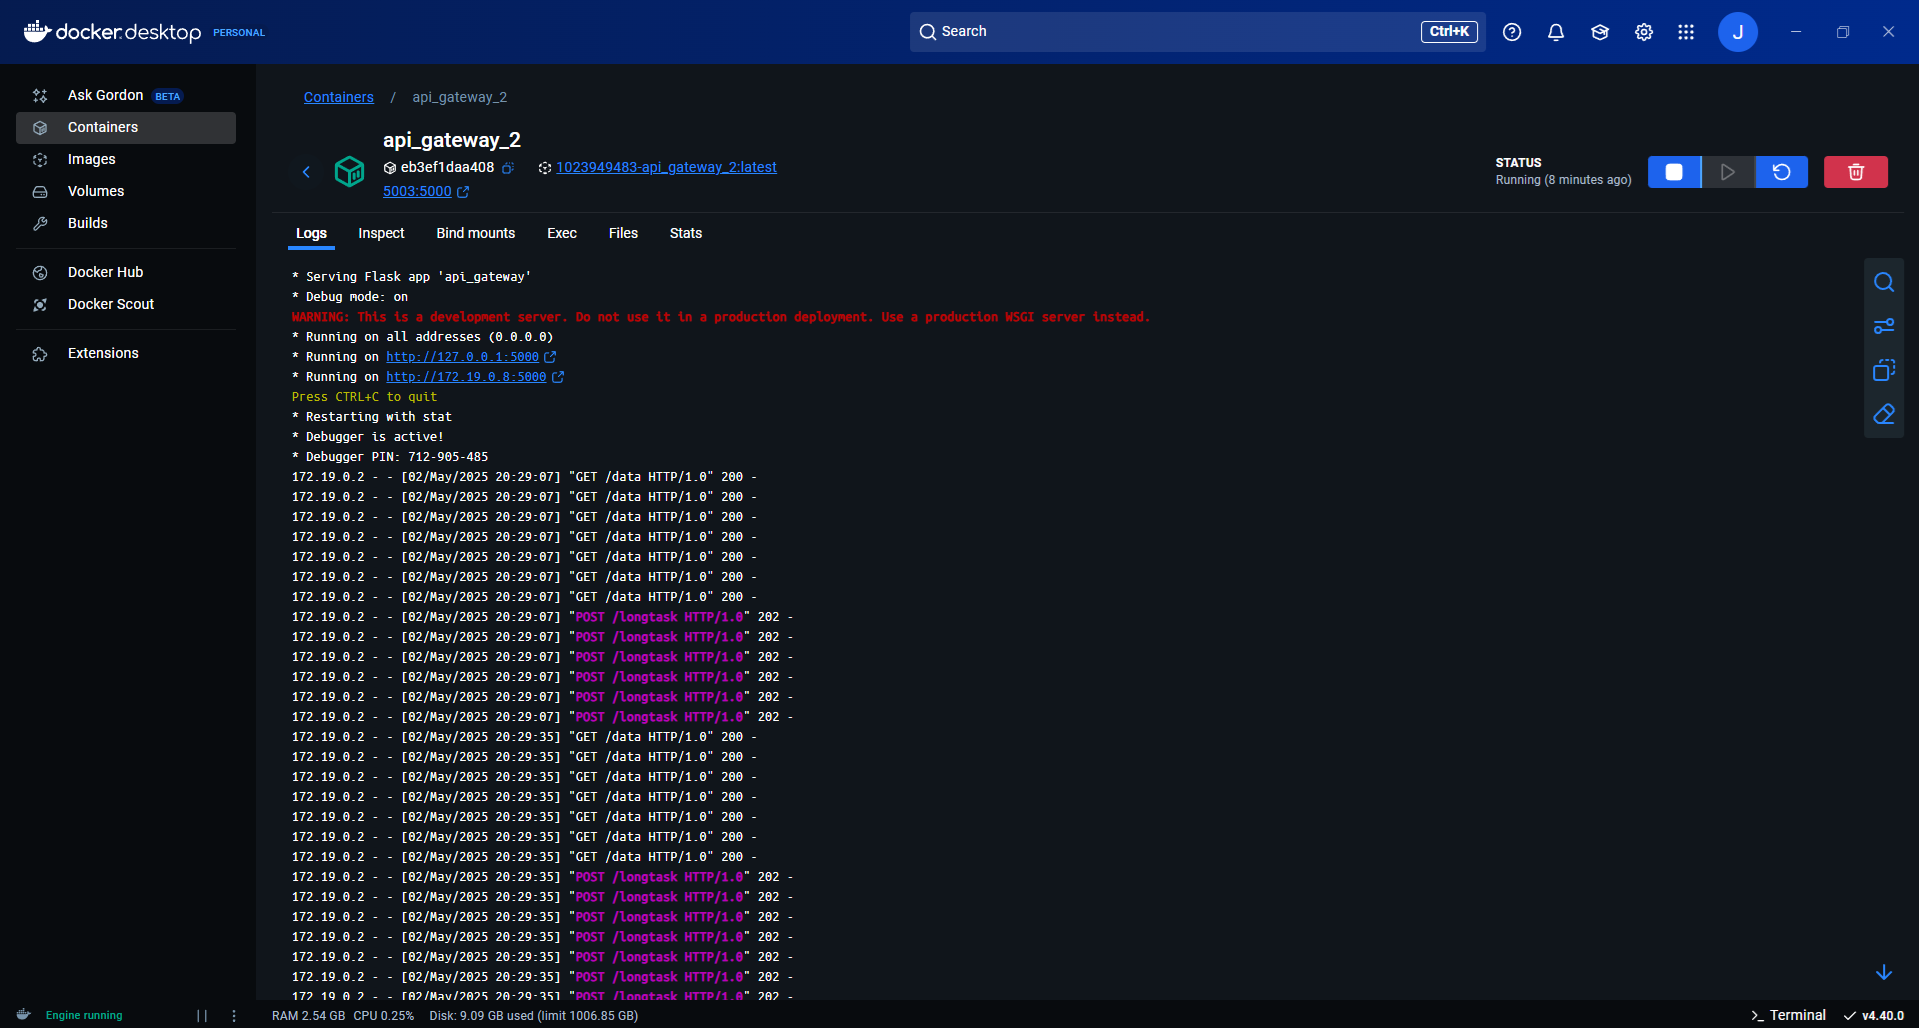 docker.desktop PERSONAL
Search Ctrl+K
J
Ask Gordon BETA
Containers
Images
Volumes
Builds
Docker Hub
Docker Scout
Extensions
Containers / api_gateway_2
api_gateway_2
eb3ef1daa408 1023949483-api_gateway_2:latest
5003:5000
STATUS
Running (8 minutes ago)
Logs Inspect Bind mounts Exec Files Stats
* Serving Flask app 'api_gateway'
* Debug mode: on
WARNING: This is a development server. Do not use it in a production deployment. Use a production WSGI server instead.
* Running on all addresses (0.0.0.0)
* Running on http://127.0.0.1:5000
* Running on http://172.19.0.8:5000
Press CTRL+C to quit
* Restarting with stat
* Debugger is active!
* Debugger PIN: 712-905-485
172.19.0.2 - - [02/May/2025 20:29:07] "GET /data HTTP/1.0" 200 -
172.19.0.2 - - [02/May/2025 20:29:07] "GET /data HTTP/1.0" 200 -
172.19.0.2 - - [02/May/2025 20:29:07] "GET /data HTTP/1.0" 200 -
172.19.0.2 - - [02/May/2025 20:29:07] "GET /data HTTP/1.0" 200 -
172.19.0.2 - - [02/May/2025 20:29:07] "GET /data HTTP/1.0" 200 -
172.19.0.2 - - [02/May/2025 20:29:07] "GET /data HTTP/1.0" 200 -
172.19.0.2 - - [02/May/2025 20:29:07] "GET /data HTTP/1.0" 200 -
172.19.0.2 - - [02/May/2025 20:29:07] "POST /longtask HTTP/1.0" 202 -
172.19.0.2 - - [02/May/2025 20:29:07] "POST /longtask HTTP/1.0" 202 -
172.19.0.2 - - [02/May/2025 20:29:07] "POST /longtask HTTP/1.0" 202 -
172.19.0.2 - - [02/May/2025 20:29:07] "POST /longtask HTTP/1.0" 202 -
172.19.0.2 - - [02/May/2025 20:29:07] "POST /longtask HTTP/1.0" 202 -
172.19.0.2 - - [02/May/2025 20:29:07] "POST /longtask HTTP/1.0" 202 -
172.19.0.2 - - [02/May/2025 20:29:35] "GET /data HTTP/1.0" 200 -
172.19.0.2 - - [02/May/2025 20:29:35] "GET /data HTTP/1.0" 200 -
172.19.0.2 - - [02/May/2025 20:29:35] "GET /data HTTP/1.0" 200 -
172.19.0.2 - - [02/May/2025 20:29:35] "GET /data HTTP/1.0" 200 -
172.19.0.2 - - [02/May/2025 20:29:35] "GET /data HTTP/1.0" 200 -
172.19.0.2 - - [02/May/2025 20:29:35] "GET /data HTTP/1.0" 200 -
172.19.0.2 - - [02/May/2025 20:29:35] "GET /data HTTP/1.0" 200 -
172.19.0.2 - - [02/May/2025 20:29:35] "POST /longtask HTTP/1.0" 202 -
172.19.0.2 - - [02/May/2025 20:29:35] "POST /longtask HTTP/1.0" 202 -
172.19.0.2 - - [02/May/2025 20:29:35] "POST /longtask HTTP/1.0" 202 -
172.19.0.2 - - [02/May/2025 20:29:35] "POST /longtask HTTP/1.0" 202 -
172.19.0.2 - - [02/May/2025 20:29:35] "POST /longtask HTTP/1.0" 202 -
172.19.0.2 - - [02/May/2025 20:29:35] "POST /longtask HTTP/1.0" 202 -
172.19.0.2 - - [02/May/2025 20:29:35] "POST /longtask HTTP/1.0" 202 -
Engine running
RAM 2.54 GB CPU 0.25% Disk: 9.09 GB used (limit 1006.85 GB)
Terminal v4.40.0